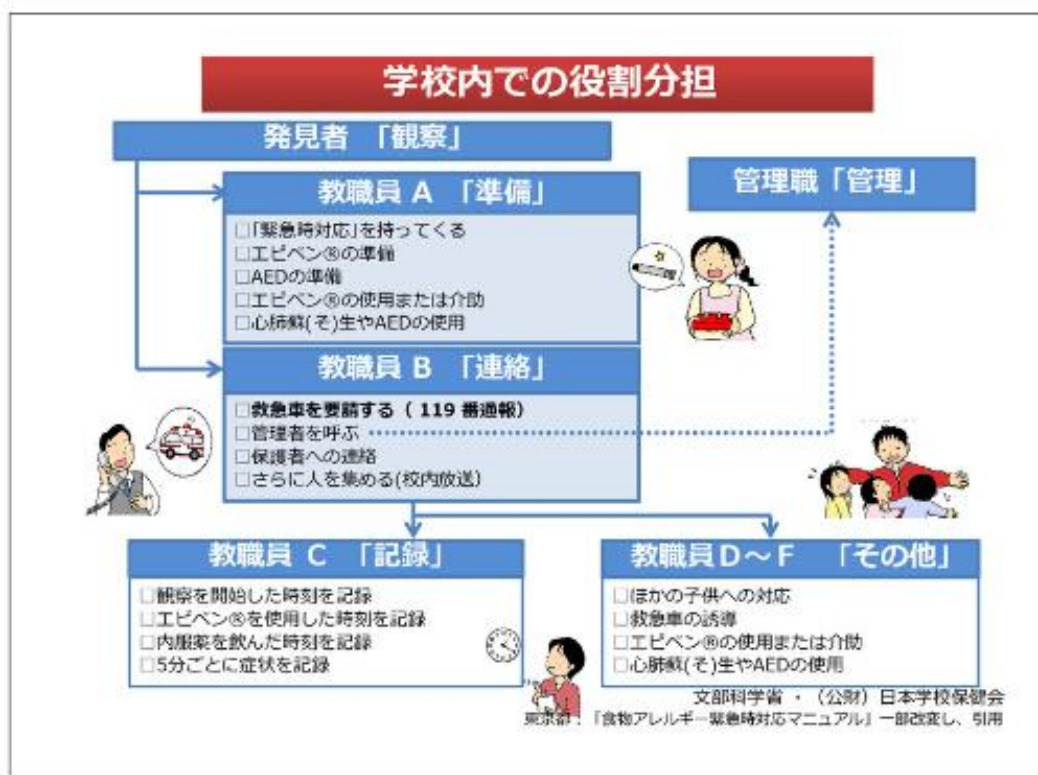 学校内での役割分担
発見者 「観察」
教職員 A 「準備」
□「緊急時対応」を持ってくる
□エピペン®の準備
□AEDの準備
□エピペン®の使用または介助
□心肺蘇(そ)生やAEDの使用
管理職「管理」
教職員 B 「連絡」
□救急車を要請する（ 119 番通報）
□管理者を呼ぶ
□保護者への連絡
□さらに人を集める(校内放送）
教職員 C 「記録」
□観察を開始した時刻を記録
□エピペン®を使用した時刻を記録
□内服薬を飲んだ時刻を記録
□5分ごとに症状を記録
教職員D～F 「その他」
□ほかの子供への対応
□救急車の誘導
□エピペン®の使用または介助
□心肺蘇(そ)生やAEDの使用
文部科学省 ・（公財）日本学校保健会
東京都：「食物アレルギー緊急時対応マニュアル」一部改変し、引用